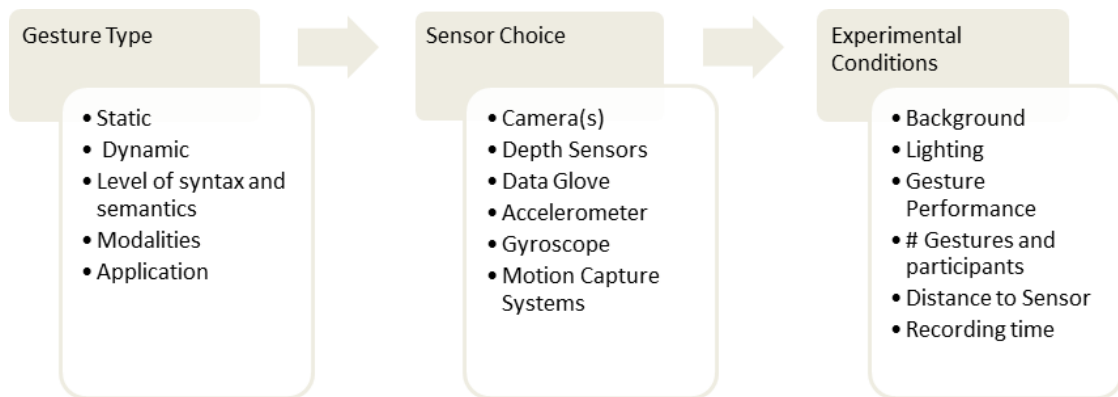 Gesture Type
• Static
• Dynamic
• Level of syntax and
semantics
• Modalities
• Application
Sensor Choice
• Camera(s)
• Depth Sensors
• Data Glove
• Accelerometer
• Gyroscope
• Motion Capture
Systems
Experimental
Conditions
• Background
• Lighting
• Gesture
Performance
• # Gestures and
participants
• Distance to Sensor
• Recording time